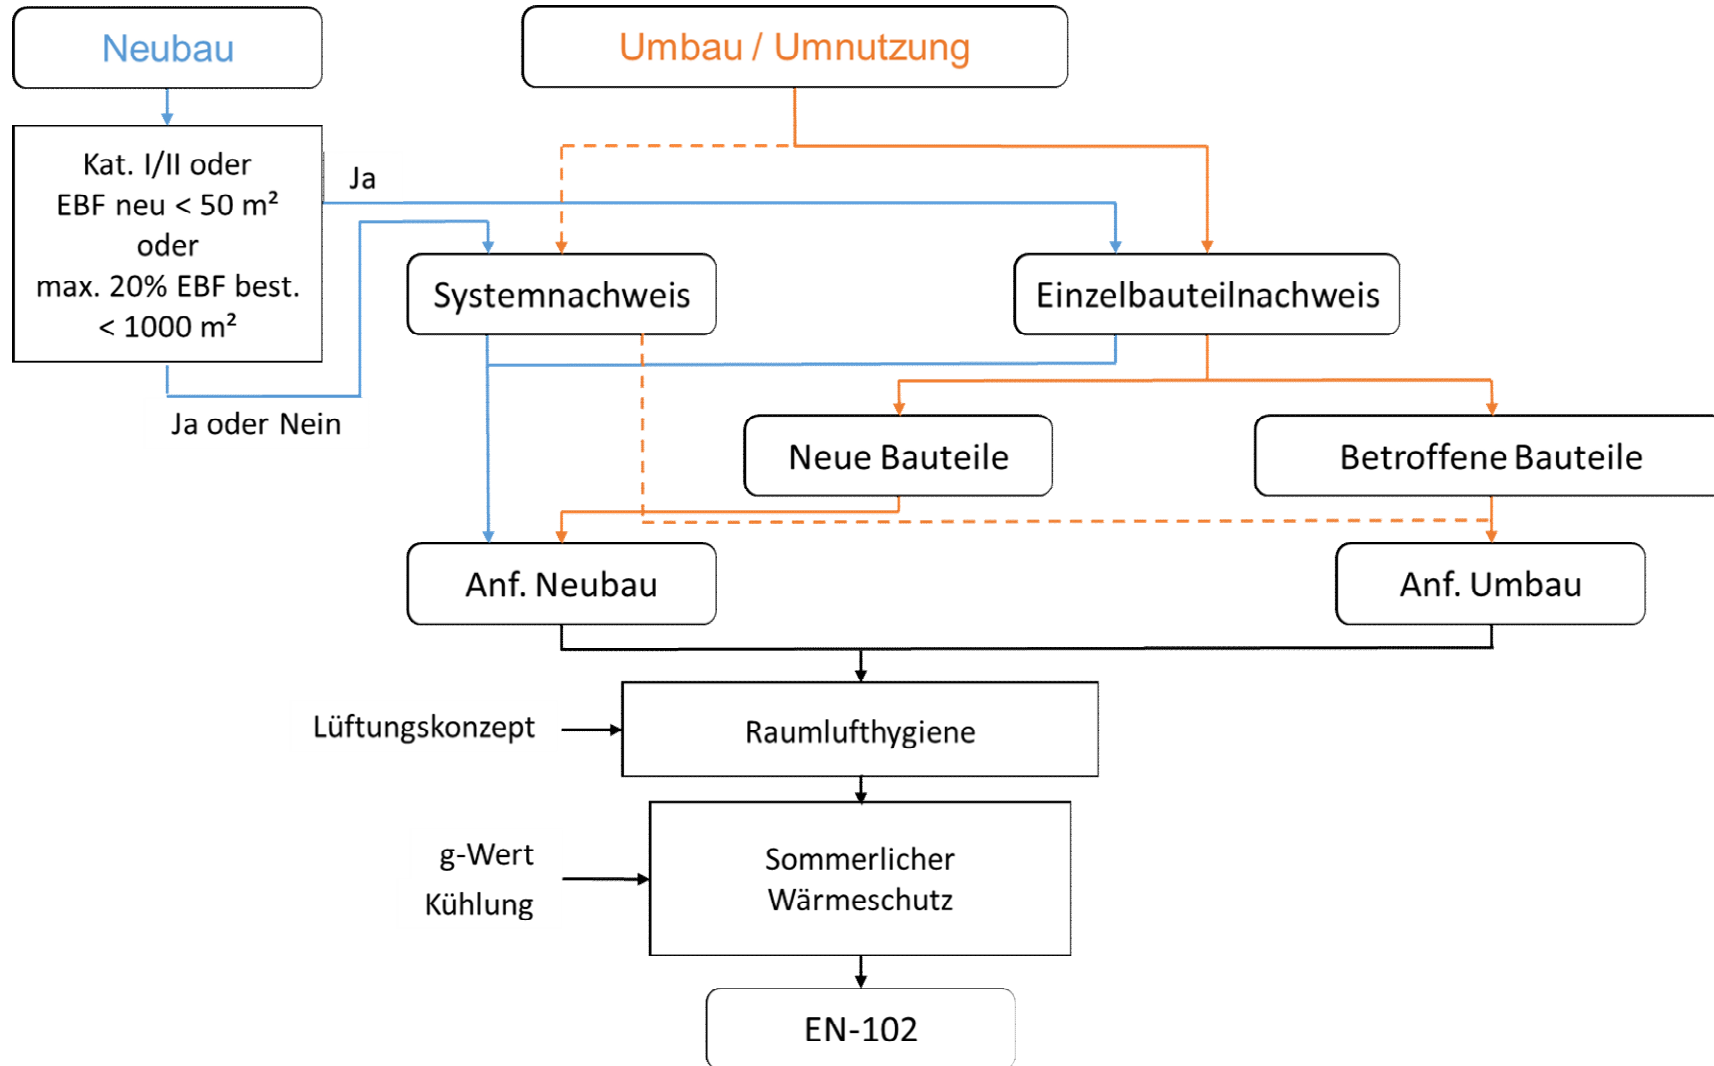 Neubau
Umbau / Umnutzung
Kat. I/II oder
EBF neu < 50 m²
oder
max. 20% EBF best.
< 1000 m²
Ja
Ja oder Nein
Systemnachweis
Einzelbauteilnachweis
Neue Bauteile
Betroffene Bauteile
Anf. Neubau
Anf. Umbau
Lüftungskonzept
Raumlufthygiene
g-Wert
Kühlung
Sommerlicher
Wärmeschutz
EN-102